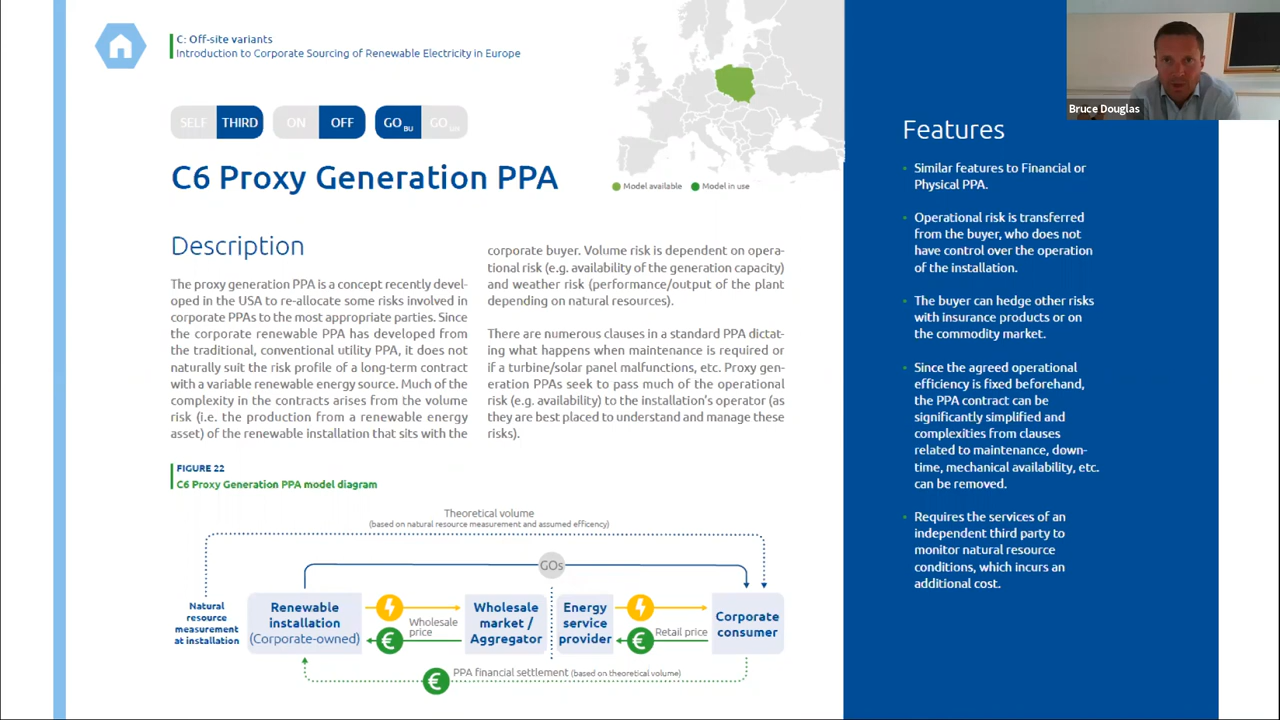 C: Off-site variants
Introduction to Corporate Sourcing of Renewable Electricity in Europe
SELF THIRD ON OFF GO BU GO
C6 Proxy Generation PPA
Model available Model in use
Description
The proxy generation PPA is a concept recently devel-
oped in the USA to re-allocate some risks involved in
corporate PPAs to the most appropriate parties. Since
the corporate renewable PPA has developed from
the traditional, conventional utility PPA, it does not
naturally suit the risk profile of a long-term contract
with a variable renewable energy source. Much of the
complexity in the contracts arises from the volume
risk (i.e. the production from a renewable energy
asset) of the renewable installation that sits with the
corporate buyer. Volume risk is dependent on opera-
tional risk (e.g. availability of the generation capacity)
and weather risk (performance/output of the plant
depending on natural resources).
There are numerous clauses in a standard PPA dictat-
ing what happens when maintenance is required or
if a turbine/solar panel malfunctions, etc. Proxy gen-
eration PPAs seek to pass much of the operational
risk (e.g. availability) to the installation's operator (as
they are best placed to understand and manage these
risks).
FIGURE 22
C6 Proxy Generation PPA model diagram
Theoretical volume
(based on natural resource measurement and assumed efficency)
GOs
Natural
resource
measurement
at installation
Renewable
installation
(Corporate-owned)
Wholesale
price
Wholesale
market /
Aggregator
Energy
service
provider
Retail price
Corporate
consumer
€
€
€
PPA financial settlement (based on theoretical volume)
Bruce Douglas
Features
• Similar features to Financial or
Physical PPA.
• Operational risk is transferred
from the buyer, who does not
have control over the operation
of the installation.
• The buyer can hedge other risks
with insurance products or on
the commodity market.
• Since the agreed operational
efficiency is fixed beforehand,
the PPA contract can be
significantly simplified and
complexities from clauses
related to maintenance, down-
time, mechanical availability, etc.
can be removed.
• Requires the services of an
independent third party to
monitor natural resource
conditions, which incurs an
additional cost.